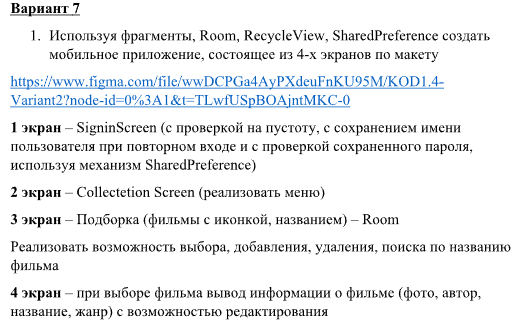 Вариант 7
1. Используя фрагменты, Room, RecycleView, SharedPreference создать
мобильное приложение, состоящее из 4-х экранов по макету
https://www.figma.com/file/wwDCPGa4AyPXdeuFnKU95M/KOD1.4-
Variant2?node-id=0%3A1&t=TLwfUSpBOAjntMKC-0
1 экран – SigninScreen (с проверкой на пустоту, с сохранением имени
пользователя при повторном входе и с проверкой сохраненного пароля,
используя механизм SharedPreference)
2 экран – Collectetion Screen (реализовать меню)
3 экран – Подборка (фильмы с иконкой, названием) – Room
Реализовать возможность выбора, добавления, удаления, поиска по названию
фильма
4 экран – при выборе фильма вывод информации о фильме (фото, автор,
название, жанр) с возможностью редактирования